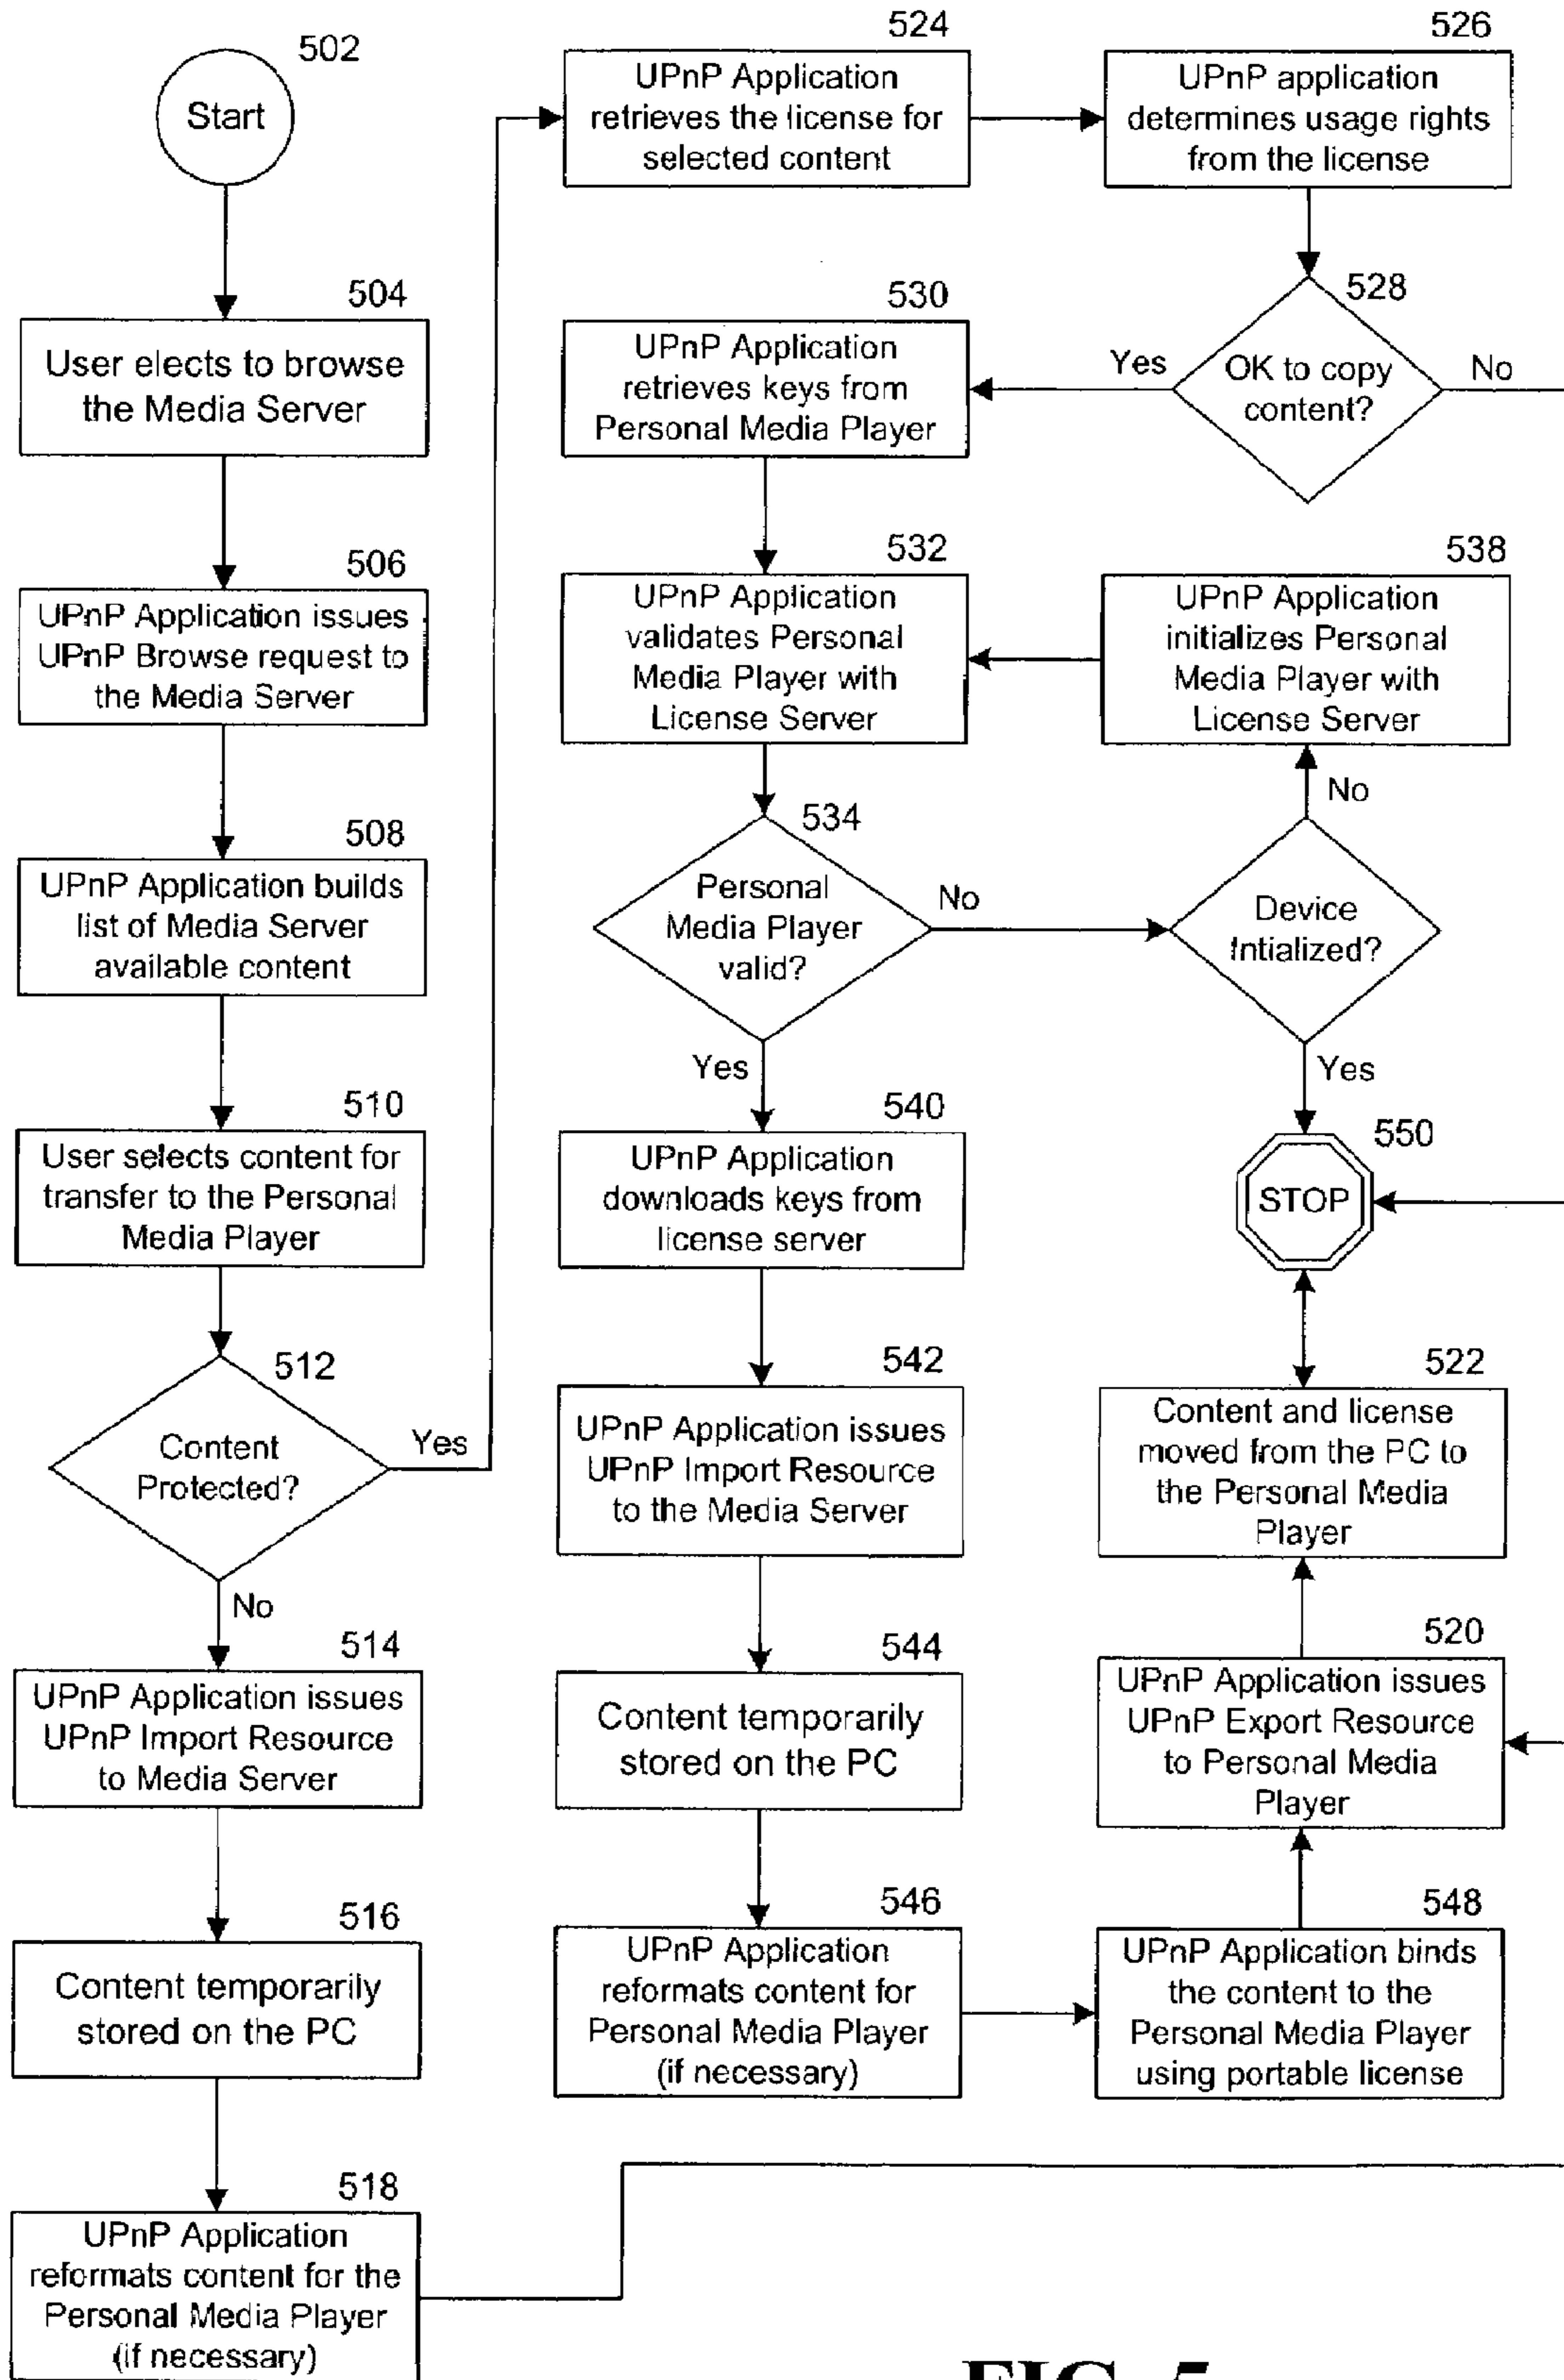 502
Start
504
User elects to browse
the Media Server
506
UPnP Application issues
UPnP Browse request to
the Media Server
508
UPnP Application builds
list of Media Server
available content
510
User selects content for
transfer to the Personal
Media Player
512
Content
Protected?
Yes
No
514
UPnP Application issues
UPnP Import Resource
to Media Server
516
Content temporarily
stored on the PC
518
UPnP Application
reformats content for the
Personal Media Player
(if necessary)
524
UPnP Application
retrieves the license for
selected content
526
UPnP application
determines usage rights
from the license
528
OK to copy
content?
Yes
No
530
UPnP Application
retrieves keys from
Personal Media Player
532
UPnP Application
validates Personal
Media Player with
License Server
534
Personal
Media Player
valid?
No
Yes
Device
Intialized?
No
Yes
538
UPnP Application
initializes Personal
Media Player with
License Server
540
UPnP Application
downloads keys from
license server
542
UPnP Application issues
UPnP Import Resource
to the Media Server
544
Content temporarily
stored on the PC
546
UPnP Application
reformats content for
Personal Media Player
(if necessary)
548
UPnP Application binds
the content to the
Personal Media Player
using portable license
520
UPnP Application issues
UPnP Export Resource
to Personal Media
Player
522
Content and license
moved from the PC to
the Personal Media
Player
550
STOP
FIG. 5